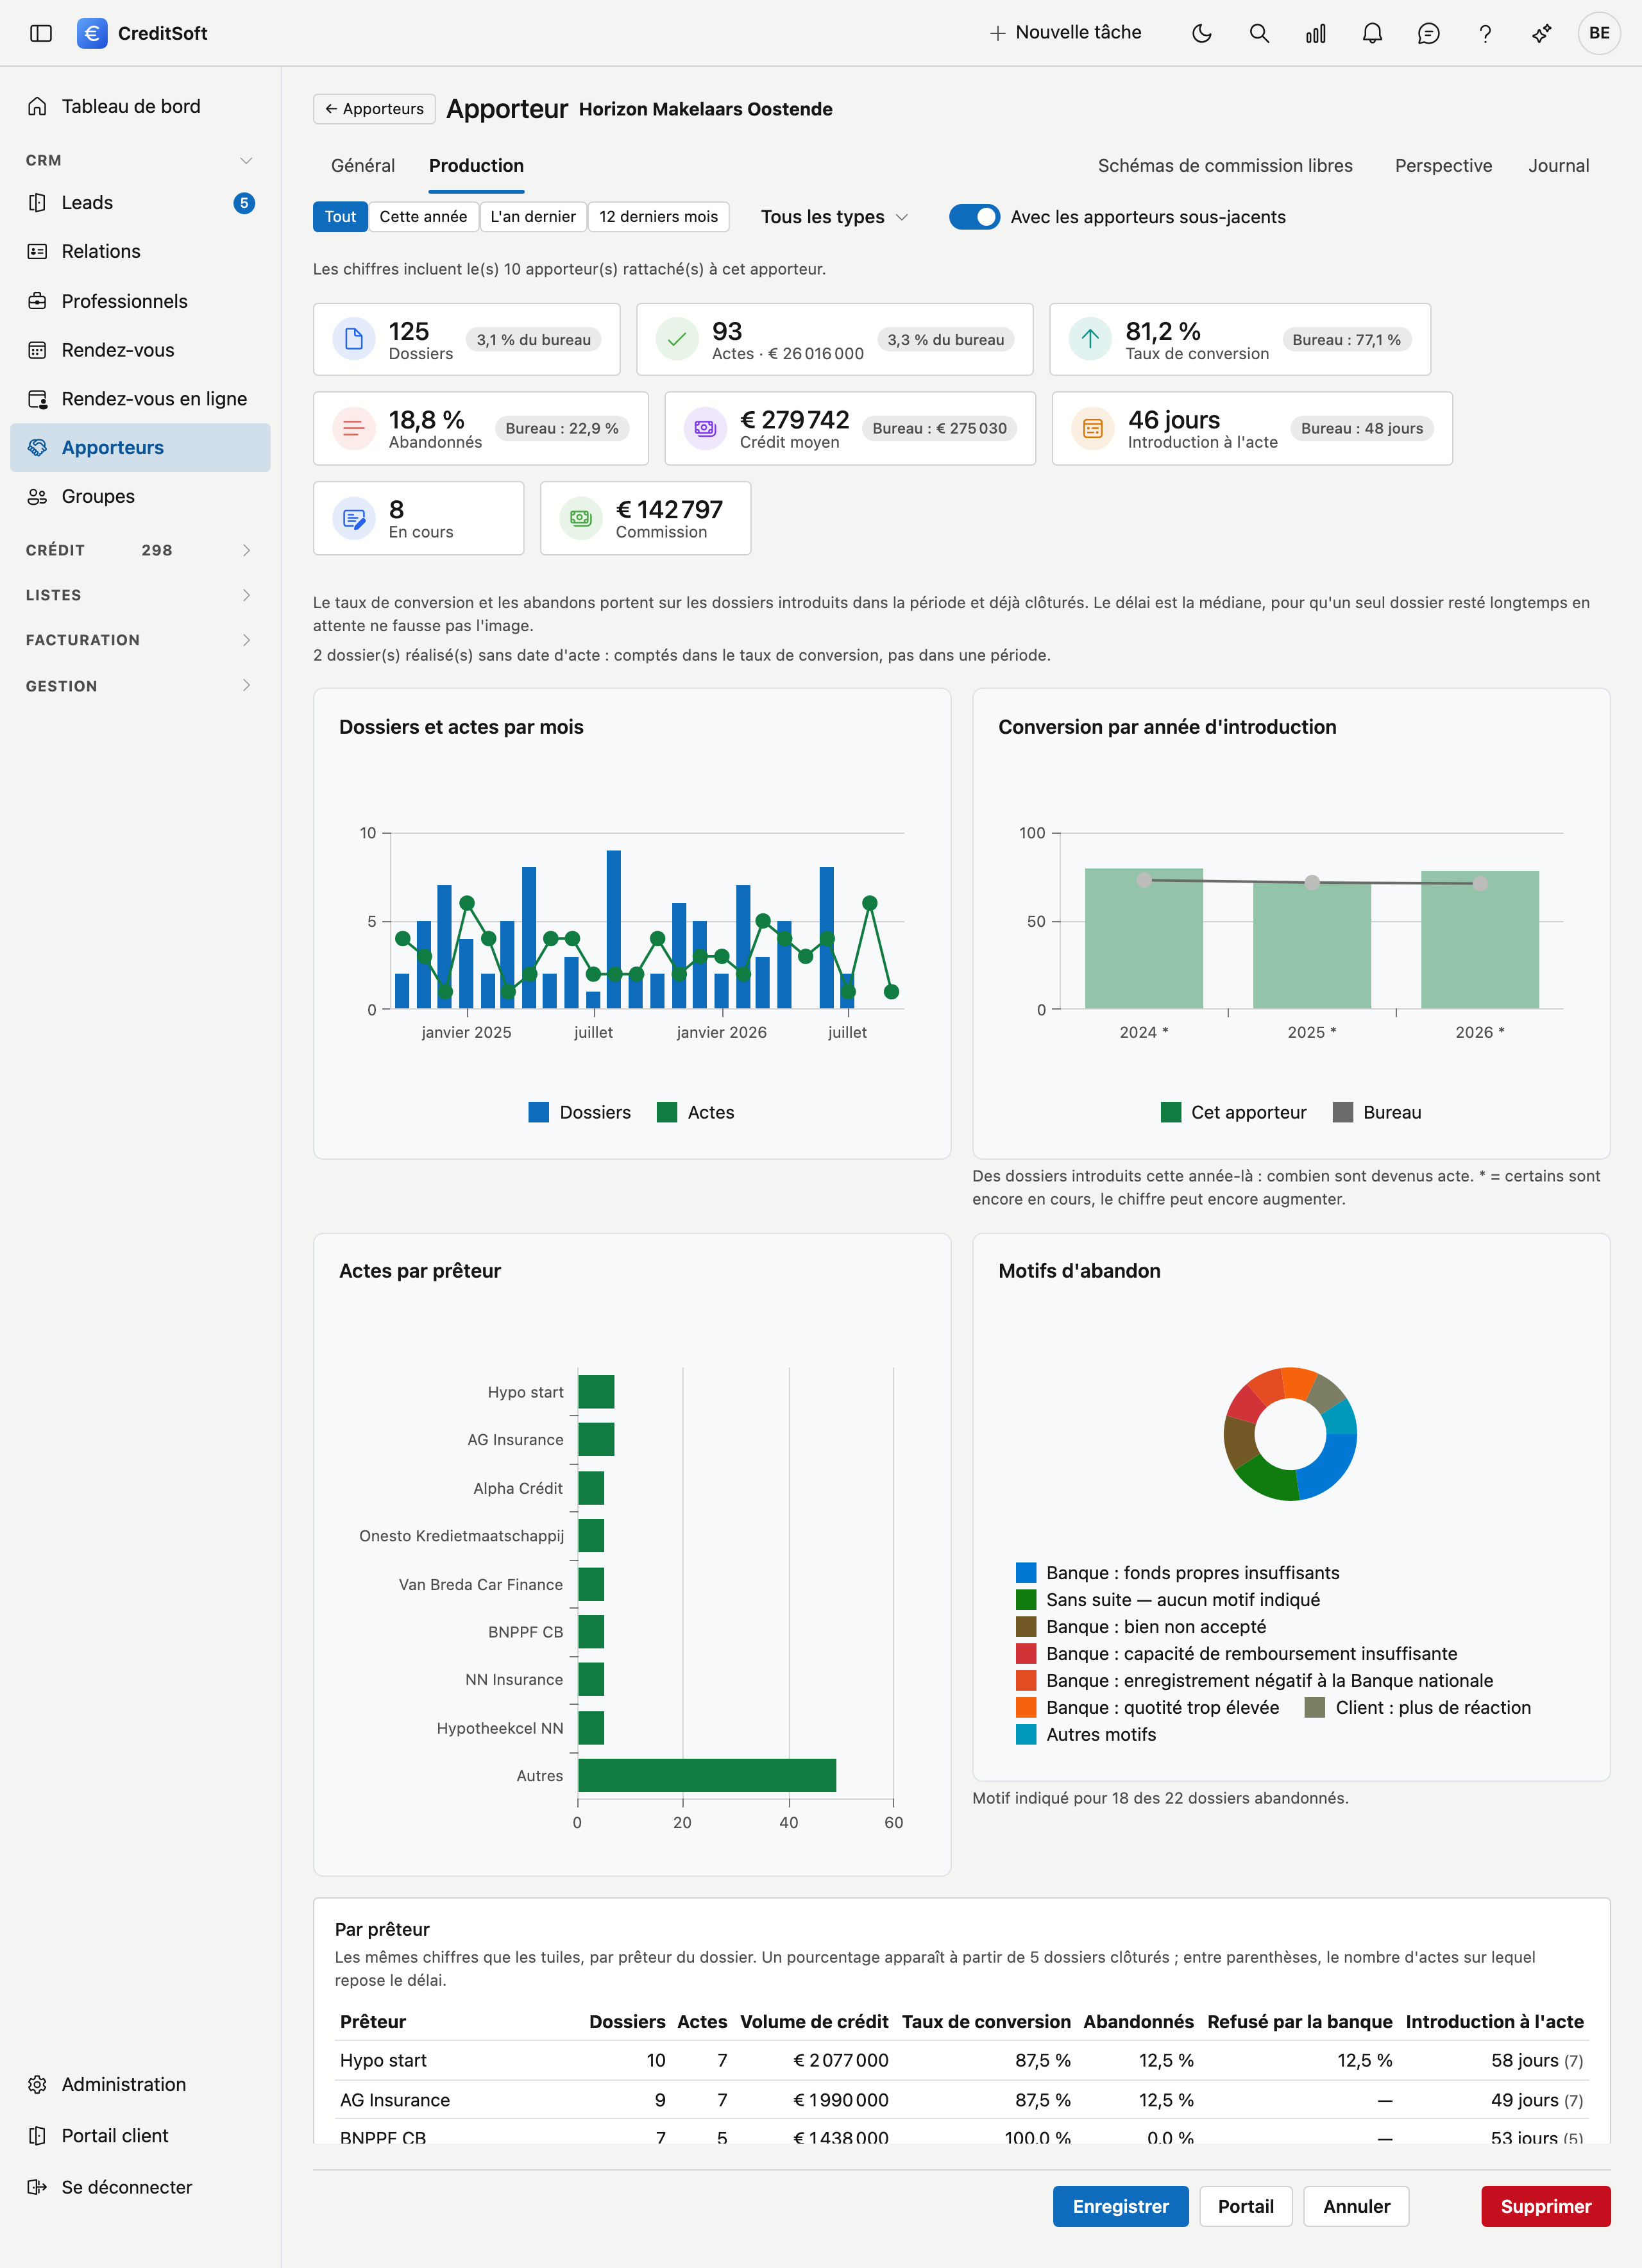 CreditSoft
Nouvelle tâche
BE
Tableau de bord
CRM
Leads 5
Relations
Professionnels
Rendez-vous
Rendez-vous en ligne
Apporteurs
Groupes
CRÉDIT 298
LISTES
FACTURATION
GESTION
Administration
Portail client
Se déconnecter
← Apporteurs Apporteur Horizon Makelaars Oostende
Général Production Schémas de commission libres Perspective Journal
Tout Cette année L'an dernier 12 derniers mois Tous les types Avec les apporteurs sous-jacents
Les chiffres incluent le(s) 10 apporteur(s) rattaché(s) à cet apporteur.
125
Dossiers
3,1 % du bureau
93
Actes · € 26 016 000
3,3 % du bureau
81,2 %
Taux de conversion
Bureau : 77,1 %
18,8 %
Abandonnés
Bureau : 22,9 %
€ 279 742
Crédit moyen
Bureau : € 275 030
46 jours
Introduction à l'acte
Bureau : 48 jours
8
En cours
€ 142 797
Commission
Le taux de conversion et les abandons portent sur les dossiers introduits dans la période et déjà clôturés. Le délai est la médiane, pour qu'un seul dossier resté longtemps en
attente ne fausse pas l'image.
2 dossier(s) réalisé(s) sans date d'acte : comptés dans le taux de conversion, pas dans une période.
Dossiers et actes par mois
10
5
0
janvier 2025 juillet janvier 2026 juillet
Dossiers Actes
Conversion par année d'introduction
100
50
0
2024 * 2025 * 2026 *
Cet apporteur Bureau
Des dossiers introduits cette année-là : combien sont devenus acte. * = certains sont
encore en cours, le chiffre peut encore augmenter.
Actes par prêteur
Hypo start
AG Insurance
Alpha Crédit
Onesto Kredietmaatschappij
Van Breda Car Finance
BNPPF CB
NN Insurance
Hypotheekcel NN
Autres
0 20 40 60
Motifs d'abandon
Banque : fonds propres insuffisants
Sans suite — aucun motif indiqué
Banque : bien non accepté
Banque : capacité de remboursement insuffisante
Banque : enregistrement négatif à la Banque nationale
Banque : quotité trop élevée Client : plus de réaction
Autres motifs
Motif indiqué pour 18 des 22 dossiers abandonnés.
Par prêteur
Les mêmes chiffres que les tuiles, par prêteur du dossier. Un pourcentage apparaît à partir de 5 dossiers clôturés ; entre parenthèses, le nombre d'actes sur lequel
repose le délai.
Prêteur Dossiers Actes Volume de crédit Taux de conversion Abandonnés Refusé par la banque Introduction à l'acte
Hypo start 10 7 € 2 077 000 87,5 % 12,5 % 12,5 % 58 jours (7)
AG Insurance 9 7 € 1 990 000 87,5 % 12,5 % — 49 jours (7)
BNPPF CB 7 5 € 1 438 000 100,0 % 0,0 % — 53 jours (5)
Enregistrer Portail Annuler Supprimer